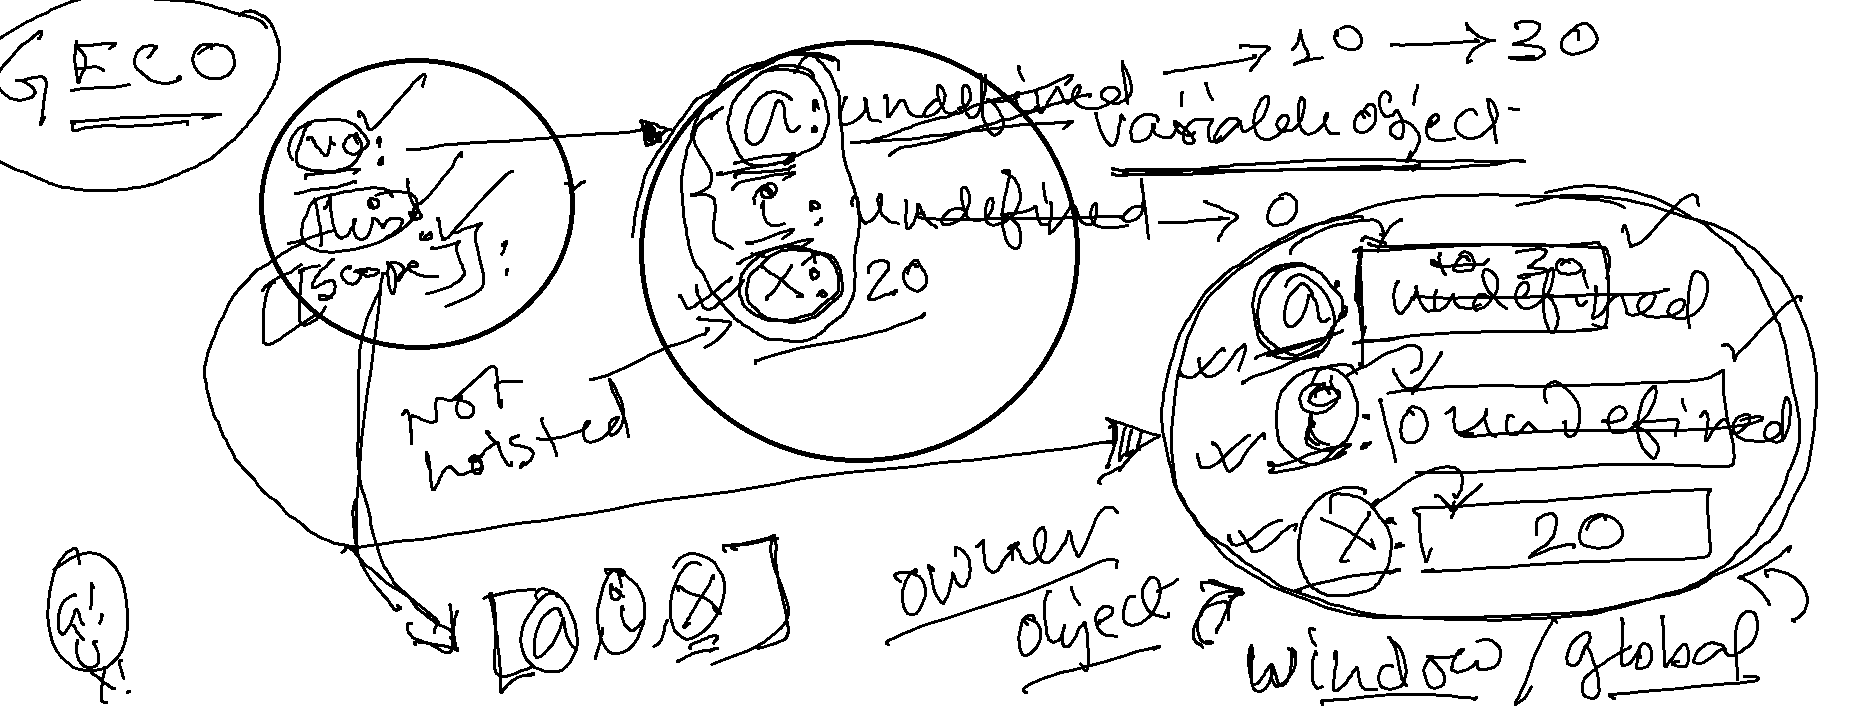 GECO
vo:
this:
[[scope]]:
a: undefined → 10 → 30
variable object
i: undefined → 0
x: 20
Not
hoisted
a: undefined 10 30
i: 0 undefined
x: 20
[a, i, x]
owner
object
window / global
a:
i:
x: